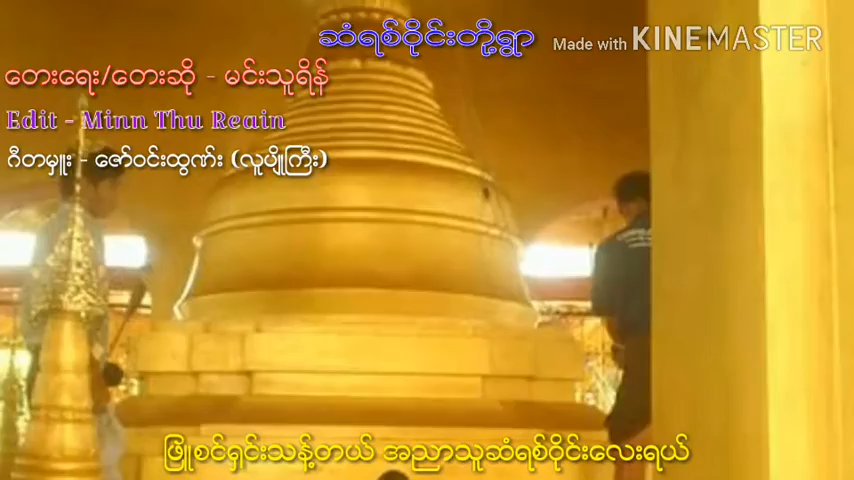 ဆံရစ်ဝိုင်းတို့ရွာ
Made with KINEMASTER
တေးရေး/တေးဆို - မင်းသူရိန်
Edit - Minn Thu Reain
ဂီတမှူး - ဇော်ဝင်းထွဏ်း (လူပျိုကြီး)
ဖြူစင်ရှင်းသန့်တယ် အညာသူဆံရစ်ဝိုင်းလေးရယ်